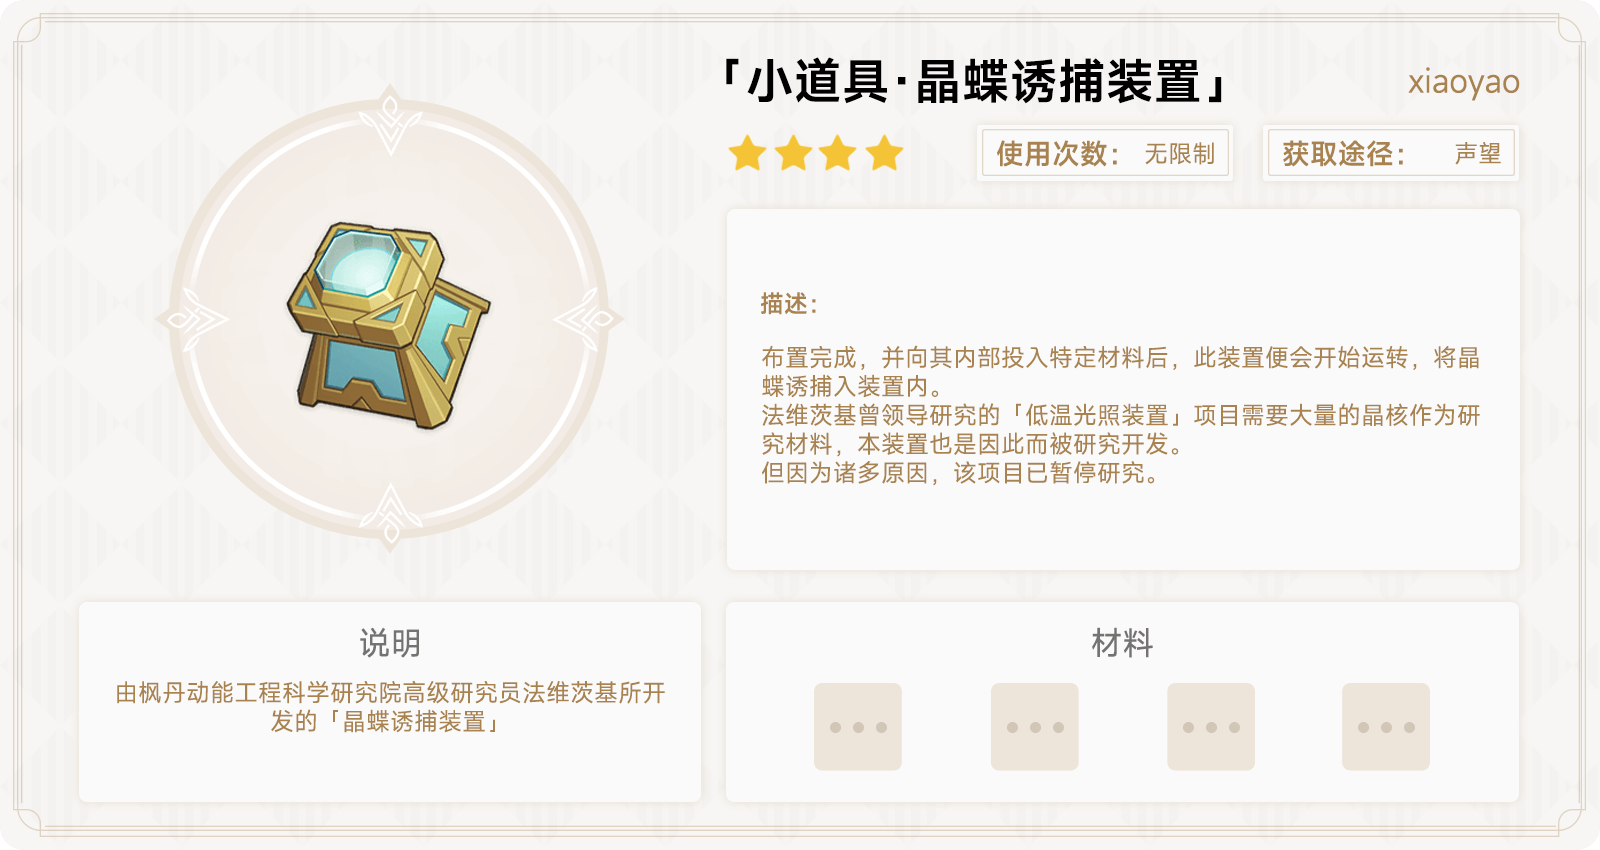 「小道具·晶蝶诱捕装置」
xiaoyao
使用次数： 无限制
获取途径： 声望
描述：
布置完成，并向其内部投入特定材料后，此装置便会开始运转，将晶
蝶诱捕入装置内。
法维茨基曾领导研究的「低温光照装置」项目需要大量的晶核作为研
究材料，本装置也是因此而被研究开发。
但因为诸多原因，该项目已暂停研究。
说明
由枫丹动能工程科学研究院高级研究员法维茨基所开
发的「晶蝶诱捕装置」
材料